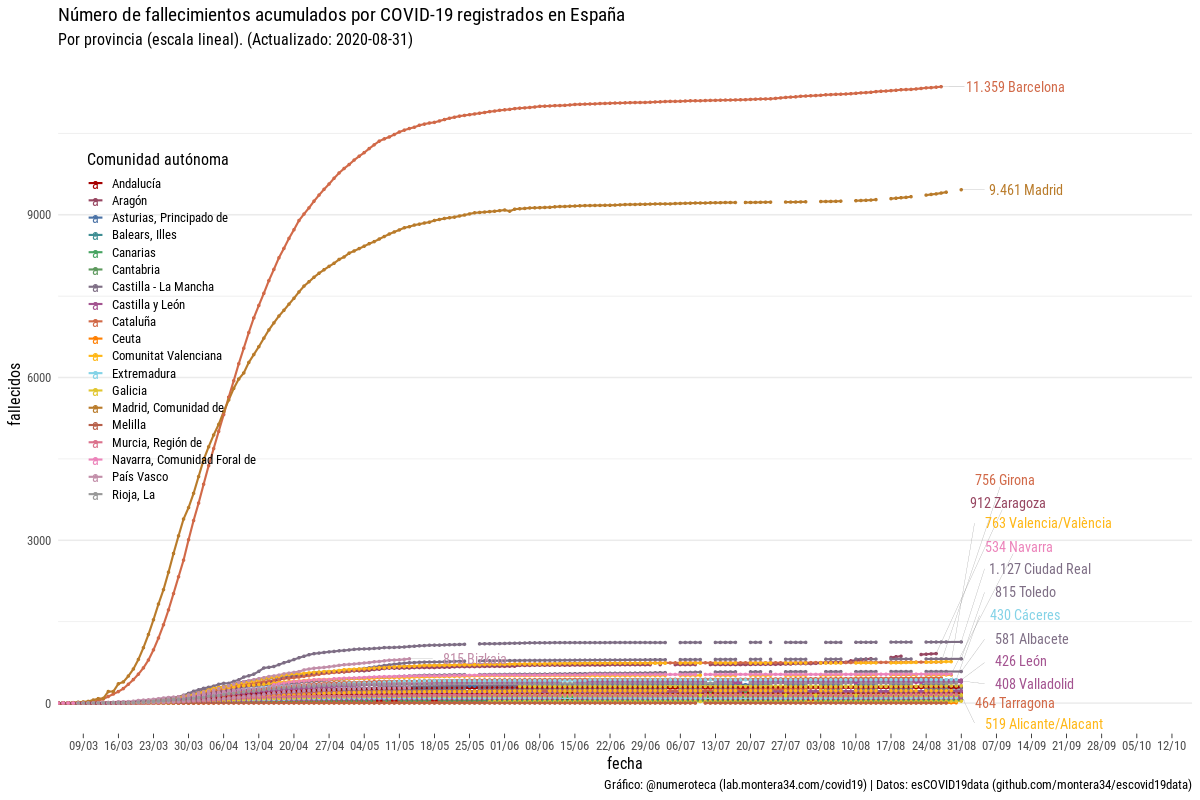 Número de fallecimientos acumulados por COVID-19 registrados en España
Por provincia (escala lineal). (Actualizado: 2020-08-31)
11.359 Barcelona
Comunidad autónoma
Andalucía
9.461 Madrid
Aragón
9000
Asturias, Principado de
Balears, Illes
Canarias
Cantabria
Castilla - La Mancha
Castilla y León
Cataluña
Ceuta
Comunitat Valenciana
Extremadura
6000
Galicia
Madrid, Comunidad de
fallecidos
Melilla
Murcia, Región de
Navarra, Comunidad Foral de
País Vasco
756 Girona
Rioja, La
912 Zaragoza
763 Valencia/València
3000
534 Navarra
1.127 Ciudad Real
815 Toledo
430 Cáceres
581 Albacete
815 Bizkaia
426 León
408 Valladolid
0
464 Tarragona
519 Alicante/Alacant
09/03 16/03 23/03 30/03 6/04 13/04 20/04 27/04 4/05 11/05 18/05 25/05 01/06 08/06 15/06 22/06 29/06 06/07 13/07 20/07 27/07 03/08 10/08 17/08 24/08 31/08 07/09 14/09 21/09 28/09 05/10 12/10
fecha
Gráfico: @numeroteca (lab.montera34.com/covid19) | Datos: esCOVID19data (github.com/montera34/escovid19data)